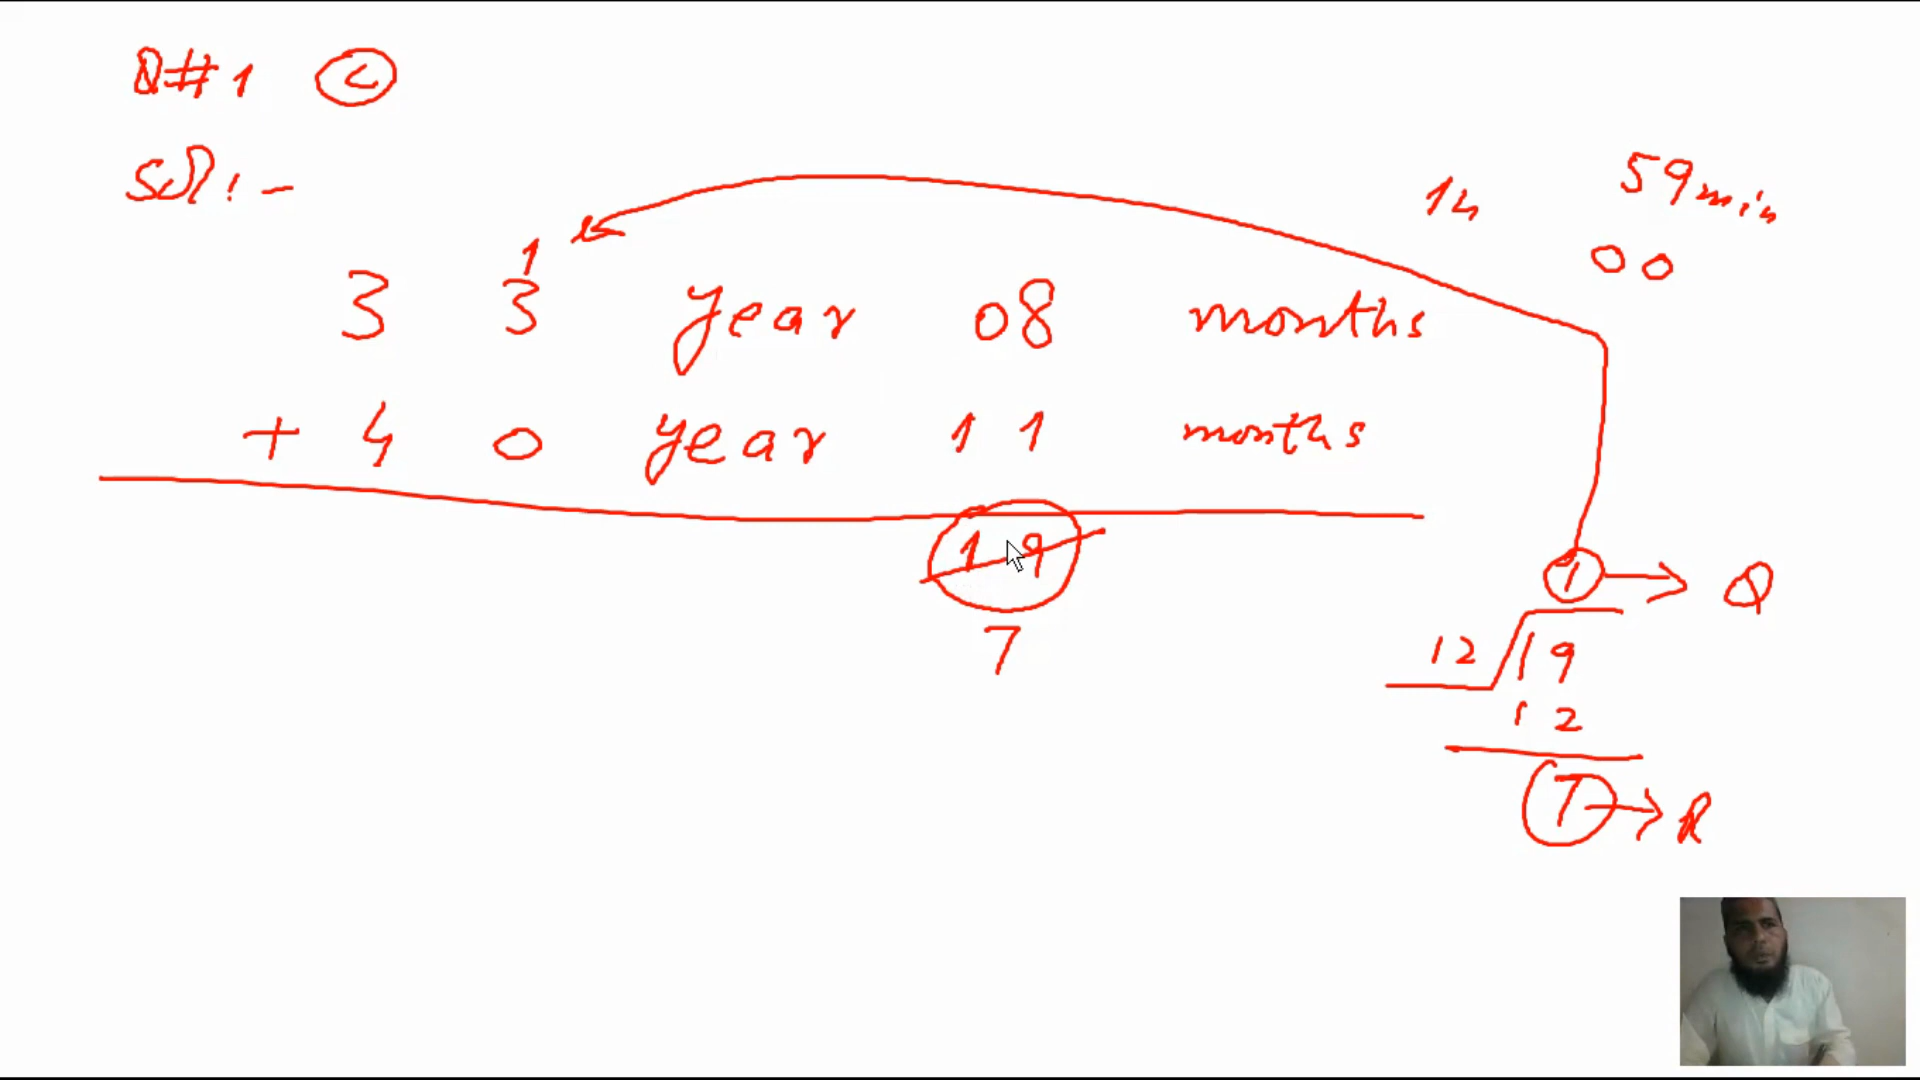 Q#1 (c)
Sol:-
1h 59min
00
1
3 3 year 08 months
+ 4 0 year 11 months
19
7
1 → Q
12 19
12
7 → R